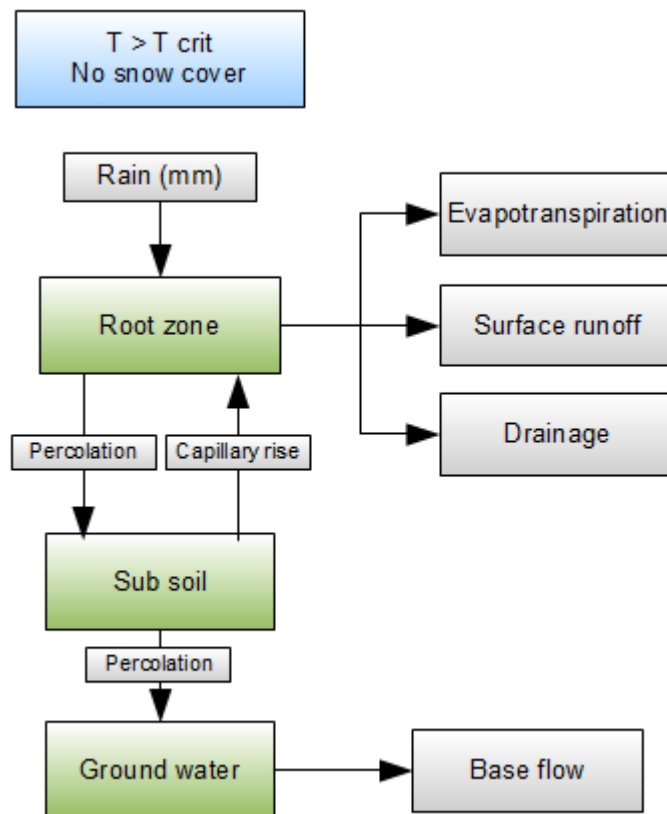 T > T crit
No snow cover
Rain (mm)
Evapotranspiration
Root zone
Surface runoff
Drainage
Percolation
Capillary rise
Sub soil
Percolation
Ground water
Base flow